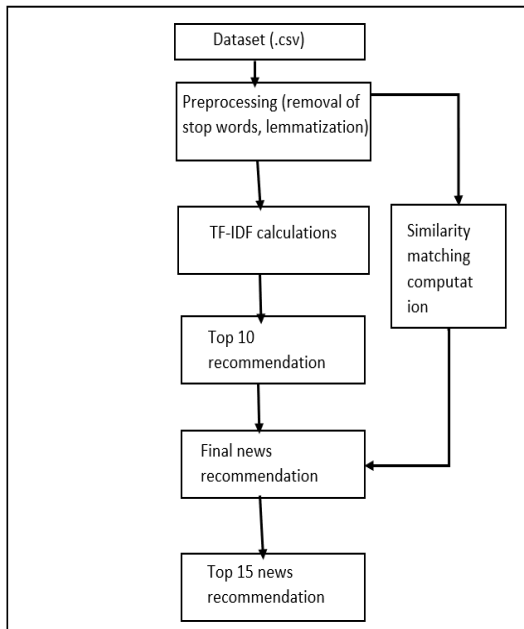 Dataset (.csv)
Preprocessing (removal of
stop words, lemmatization)
TF-IDF calculations
Similarity
matching
computat
ion
Top 10
recommendation
Final news
recommendation
Top 15 news
recommendation